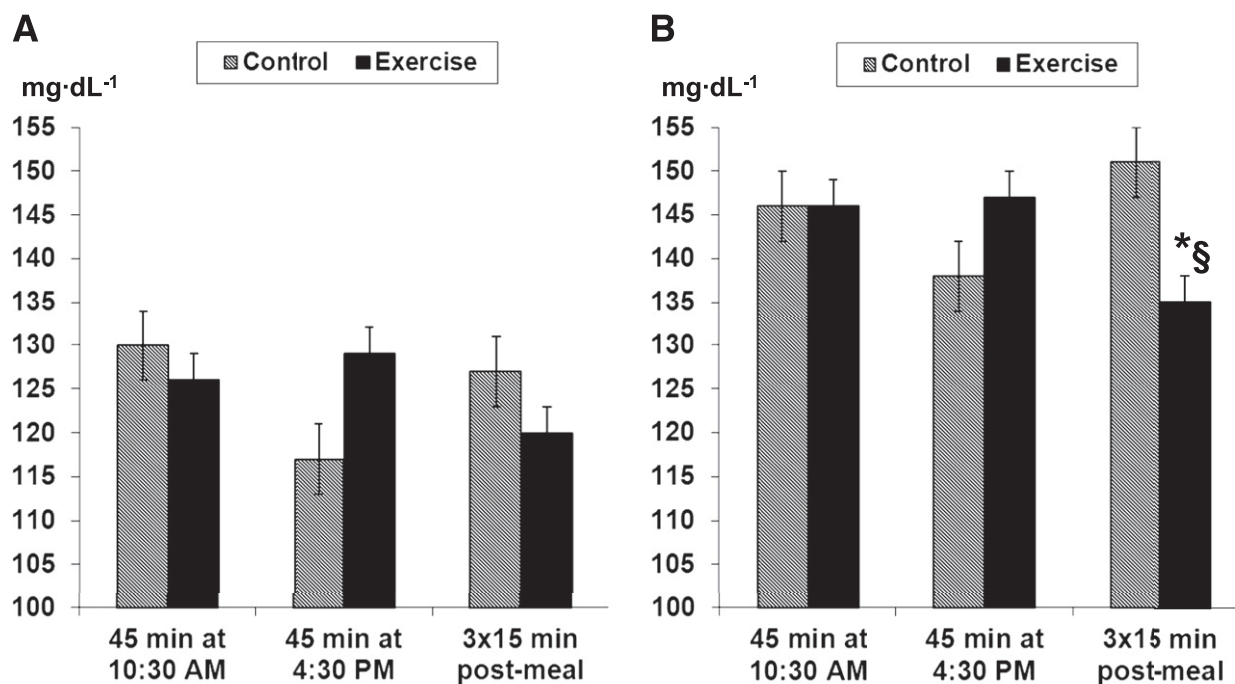 A
Control Exercise
mg·dL-1
155
150
145
140
135
130
125
120
115
110
105
100
45 min at
10:30 AM
45 min at
4:30 PM
3x15 min
post-meal
B
Control Exercise
mg·dL-1
155
150
145
140
135
130
125
120
115
110
105
100
*§
45 min at
10:30 AM
45 min at
4:30 PM
3x15 min
post-meal